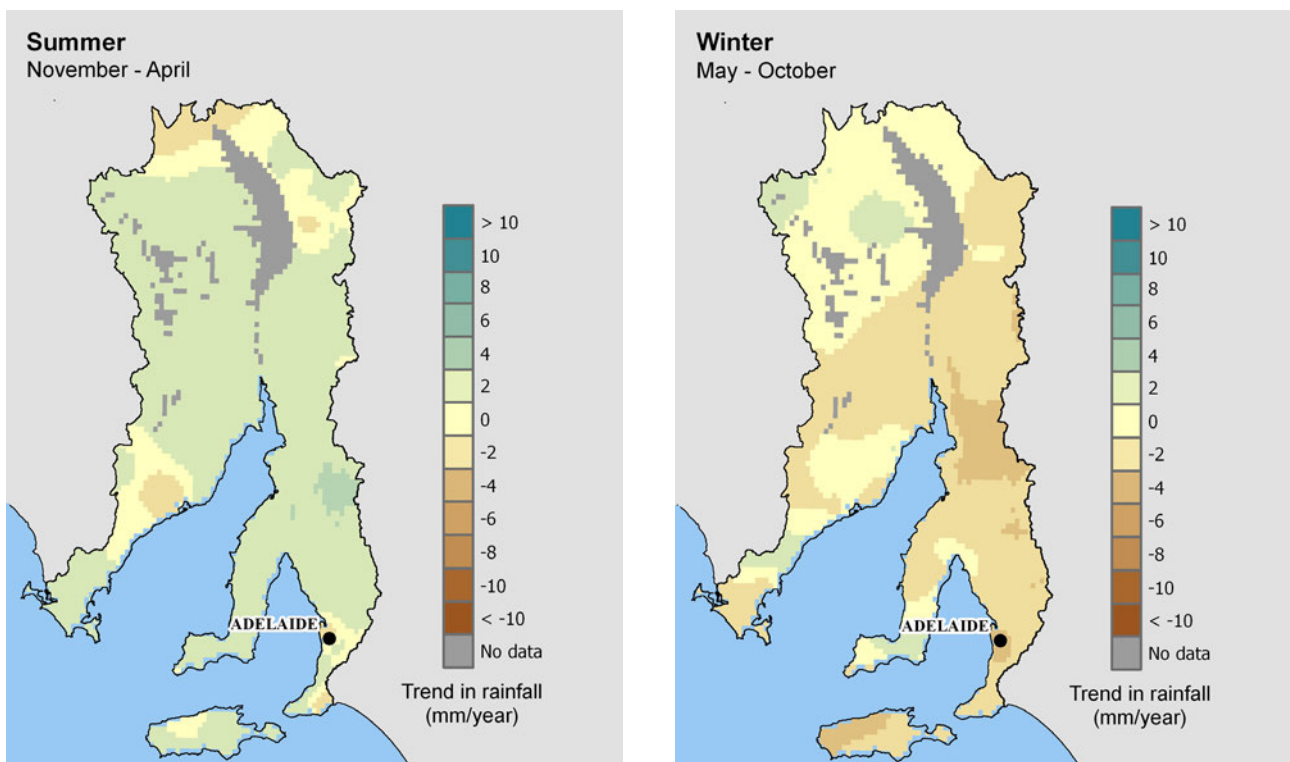 Summer
November - April
> 10
10
8
6
4
2
0
-2
-4
-6
-8
-10
< -10
No data
ADELAIDE
Trend in rainfall
(mm/year)
Winter
May - October
> 10
10
8
6
4
2
0
-2
-4
-6
-8
-10
< -10
No data
ADELAIDE
Trend in rainfall
(mm/year)